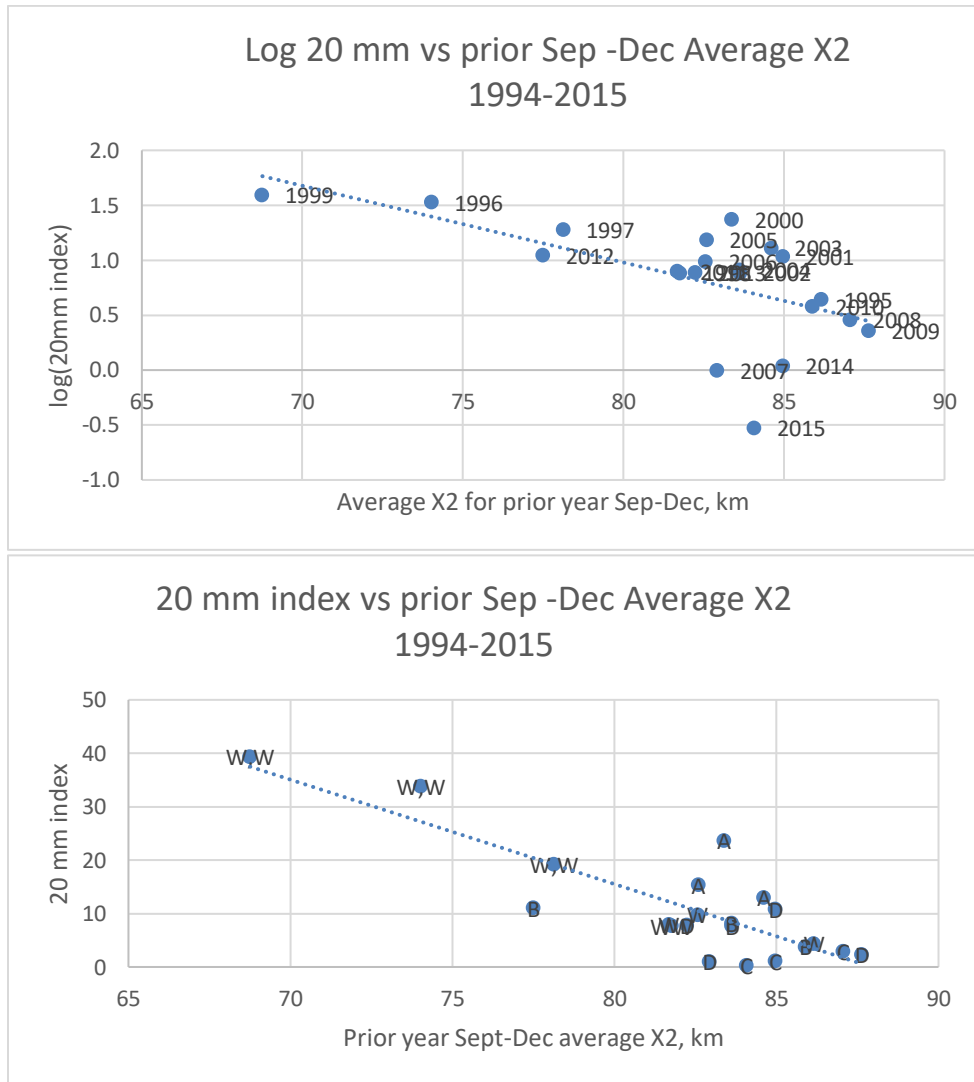 Log 20 mm vs prior Sep -Dec Average X2
1994-2015
2.0
1.5
1.0
0.5
0.0
-0.5
-1.0
log(20mm index)
1999
1996
1997
2012
2000
2005
2003
2006
2001
2004
2002
1995
2010
2008
2009
2007
2014
2015
65
70
75
80
85
90
Average X2 for prior year Sep-Dec, km
20 mm index vs prior Sep -Dec Average X2
1994-2015
50
40
30
20
10
0
20 mm index
W,W
W,W
W,W
B
A
A
A
W
D
W
D
B
W
B
C
D
D
C
C
65
70
75
80
85
90
Prior year Sept-Dec average X2, km